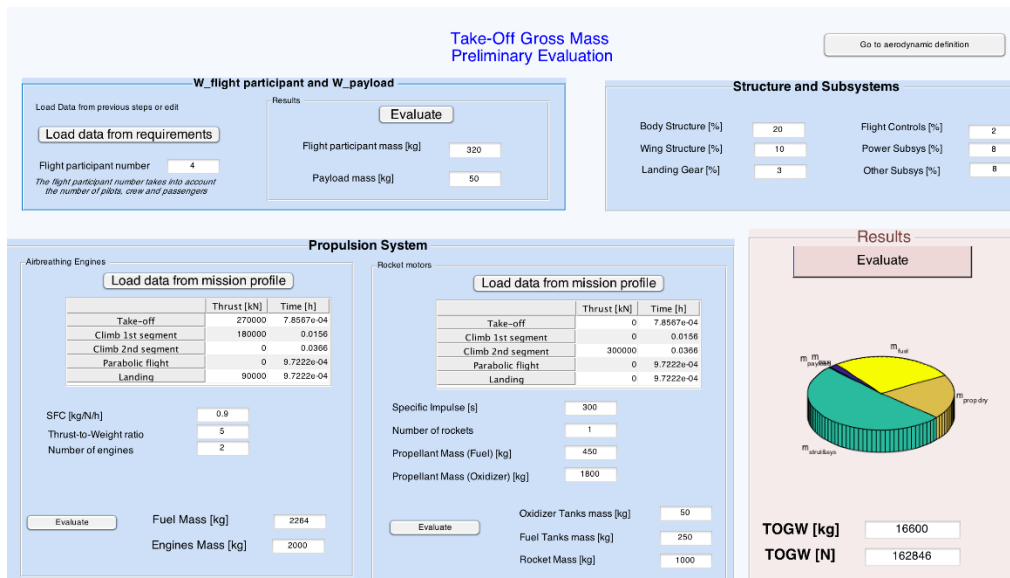 Take-Off Gross Mass
Preliminary Evaluation
Go to aerodynamic definition
W_flight participant and W_payload
Load Data from previous steps or edit
Load data from requirements
Flight participant number 4
The flight participant number takes into account
the number of pilots, crew and passengers
Results
Evaluate
Flight participant mass [kg] 320
Payload mass [kg] 50
Structure and Subsystems
Body Structure [%] 20 Flight Controls [%] 2
Wing Structure [%] 10 Power Subsys [%] 8
Landing Gear [%] 3 Other Subsys [%] 8
Propulsion System
Airbreathing Engines
Load data from mission profile
Thrust [kN] Time [h]
Take-off 270000 7.8567e-04
Climb 1st segment 180000 0.0156
Climb 2nd segment 0 0.0366
Parabolic flight 0 9.7222e-04
Landing 90000 9.7222e-04
SFC [kg/N/h] 0.9
Thrust-to-Weight ratio 5
Number of engines 2
Evaluate
Fuel Mass [kg] 2264
Engines Mass [kg] 2000
Rocket motors
Load data from mission profile
Thrust [kN] Time [h]
Take-off 0 7.8567e-04
Climb 1st segment 0 0.0156
Climb 2nd segment 300000 0.0366
Parabolic flight 0 9.7222e-04
Landing 0 9.7222e-04
Specific Impulse [s] 300
Number of rockets 1
Propellant Mass (Fuel) [kg] 450
Propellant Mass (Oxidizer) [kg] 1800
Evaluate
Oxidizer Tanks mass [kg] 50
Fuel Tanks mass [kg] 250
Rocket Mass [kg] 1000
Results
Evaluate
m fuel
m payload
m prop dry
TOGW [kg] 16600
TOGW [N] 162846